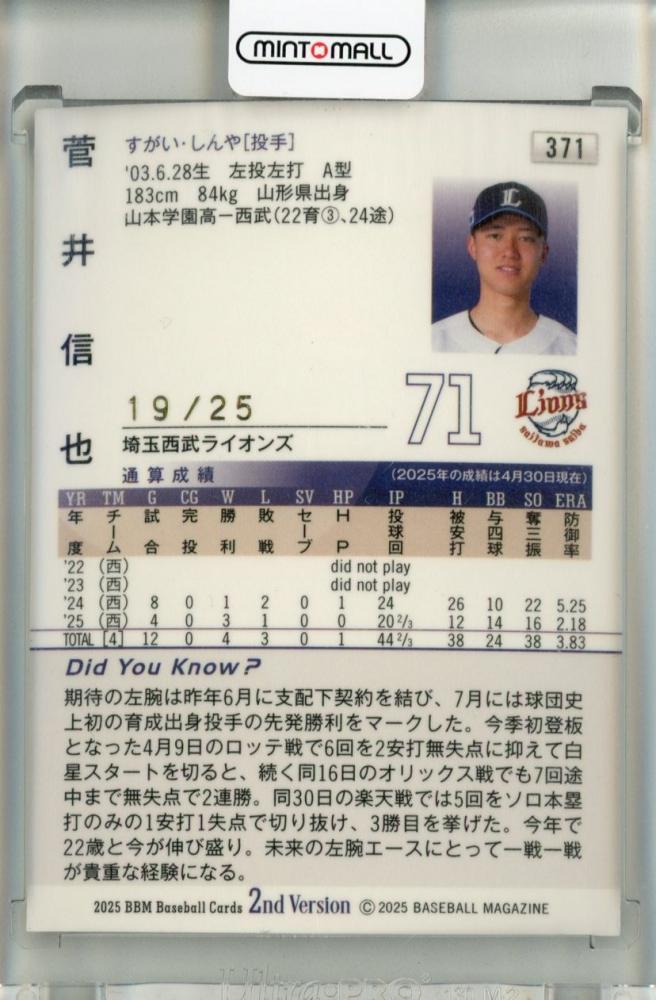 MINTOMALL
菅井信也
すがい・しんや[投手]
371
'03.6.28生 左投左打 A型
183cm 84kg 山形県出身
山本学園高ー西武(22育③、24途)
L
19/25
71
Lions
saitama seibu
埼玉西武ライオンズ
通算成績 (2025年の成績は4月30日現在)
YR TM G CG W L SV HP IP H BB SO ERA
年度 チーム 試合 完投 勝利 敗戦 セーブ HP 投球回 被安打 与四球 奪三振 防御率
'22 (西) did not play
'23 (西) did not play
'24 (西) 8 0 1 2 0 1 24 26 10 22 5.25
'25 (西) 4 0 3 1 0 0 20 2/3 12 14 16 2.18
TOTAL [4] 12 0 4 3 0 1 44 2/3 38 24 38 3.83
Did You Know?
期待の左腕は昨年6月に支配下契約を結び、7月には球団史
上初の育成出身投手の先発勝利をマークした。今季初登板
となった4月9日のロッテ戦で6回を2安打無失点に抑えて白
星スタートを切ると、続く同16日のオリックス戦でも7回途
中まで無失点で2連勝。同30日の楽天戦では5回をソロ本塁
打のみの1安打1失点で切り抜け、3勝目を挙げた。今年で
22歳と今が伸び盛り。未来の左腕エースにとって一戦一戦
が貴重な経験になる。
2025 BBM Baseball Cards 2nd Version © 2025 BASEBALL MAGAZINE
Ultra·PRO®